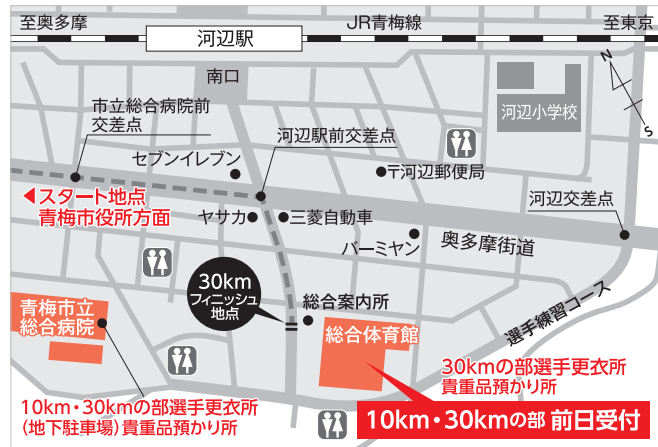 至奥多摩
JR青梅線
至東京
河辺駅
南口
N
S
河辺小学校
市立総合病院前
交差点
河辺駅前交差点
セブンイレブン
〒河辺郵便局
◀スタート地点
青梅市役所方面
河辺交差点
ヤサカ
三菱自動車
バーミヤン
奥多摩街道
30km
フィニッシュ
地点
総合案内所
選手練習コース
青梅市立
総合病院
総合体育館
30kmの部選手更衣所
貴重品預かり所
10km・30kmの部選手更衣所
(地下駐車場)貴重品預かり所
10km・30kmの部 前日受付